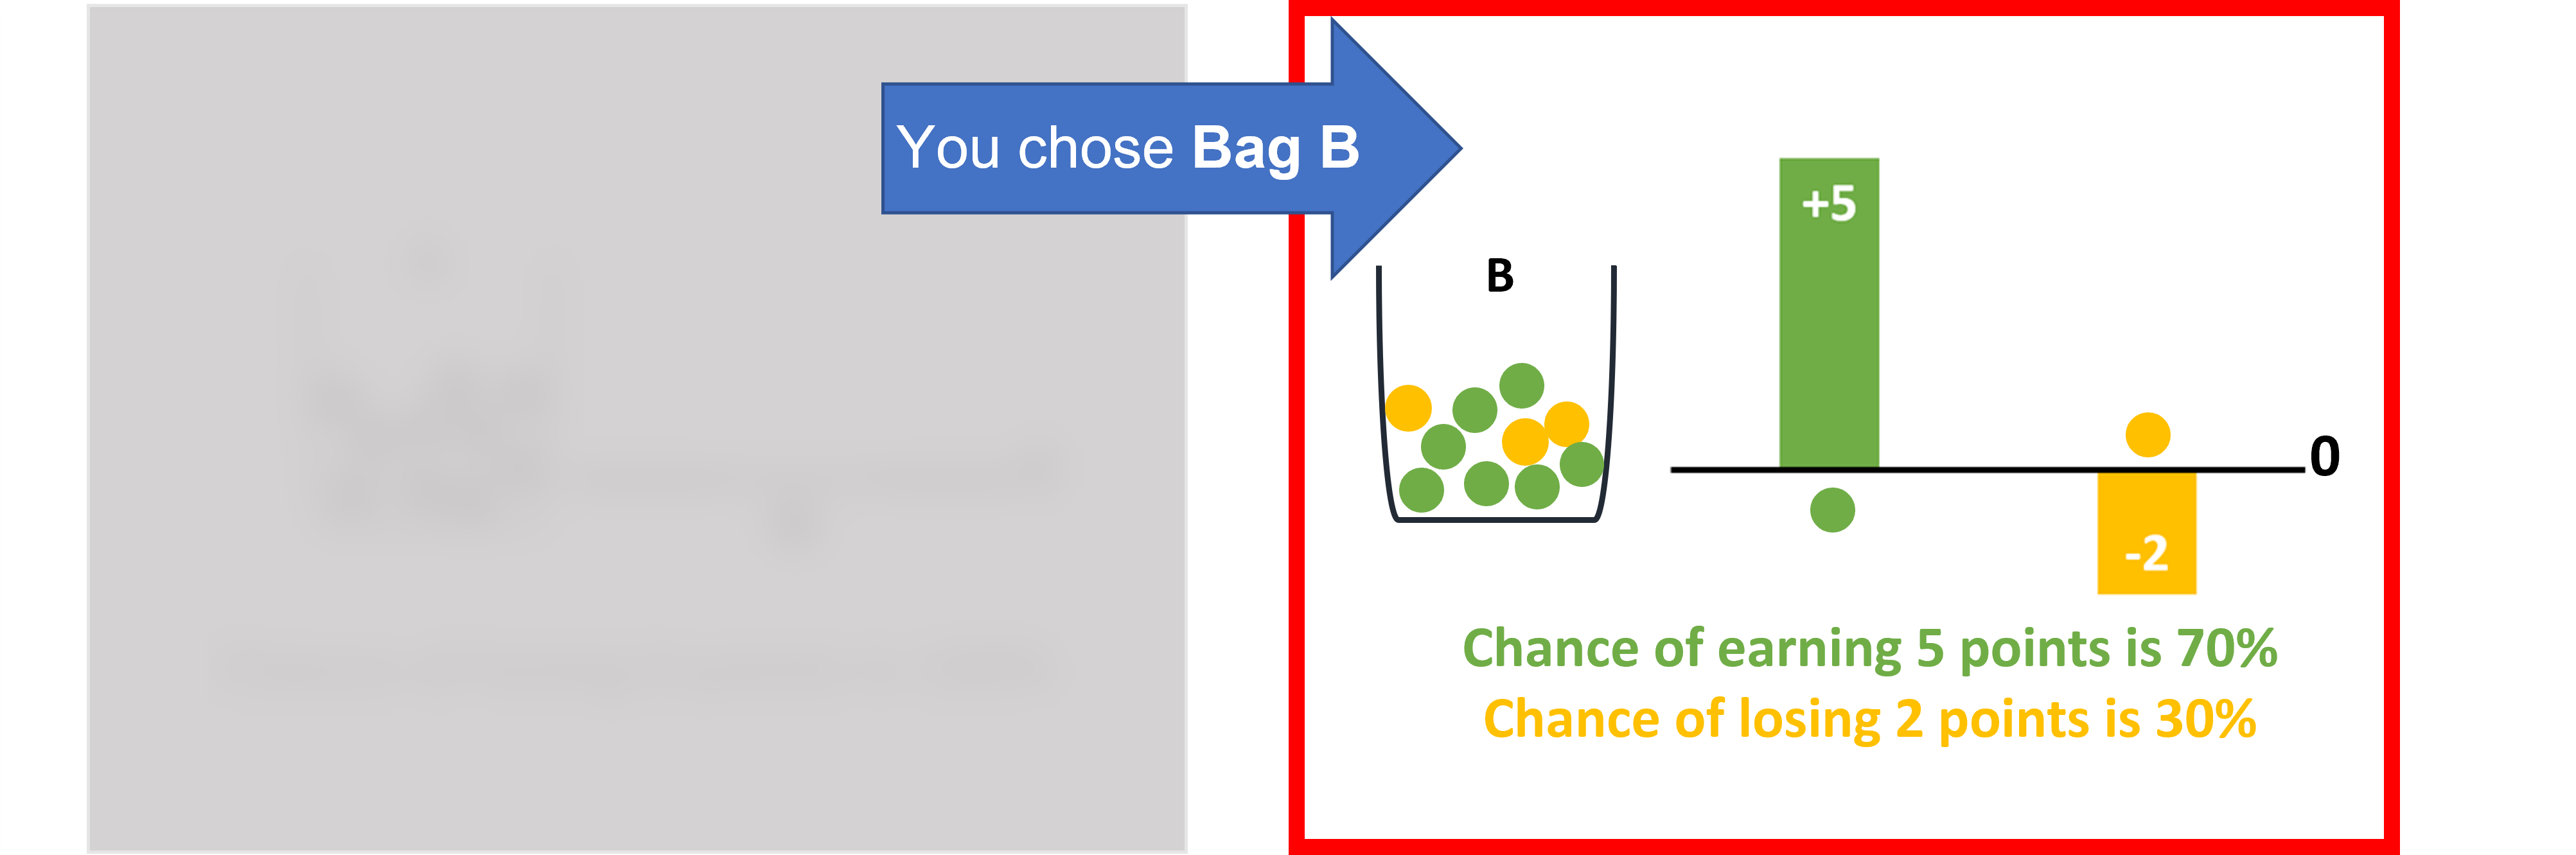 You chose Bag B
B
+5
0
-2
Chance of earning 5 points is 70%
Chance of losing 2 points is 30%